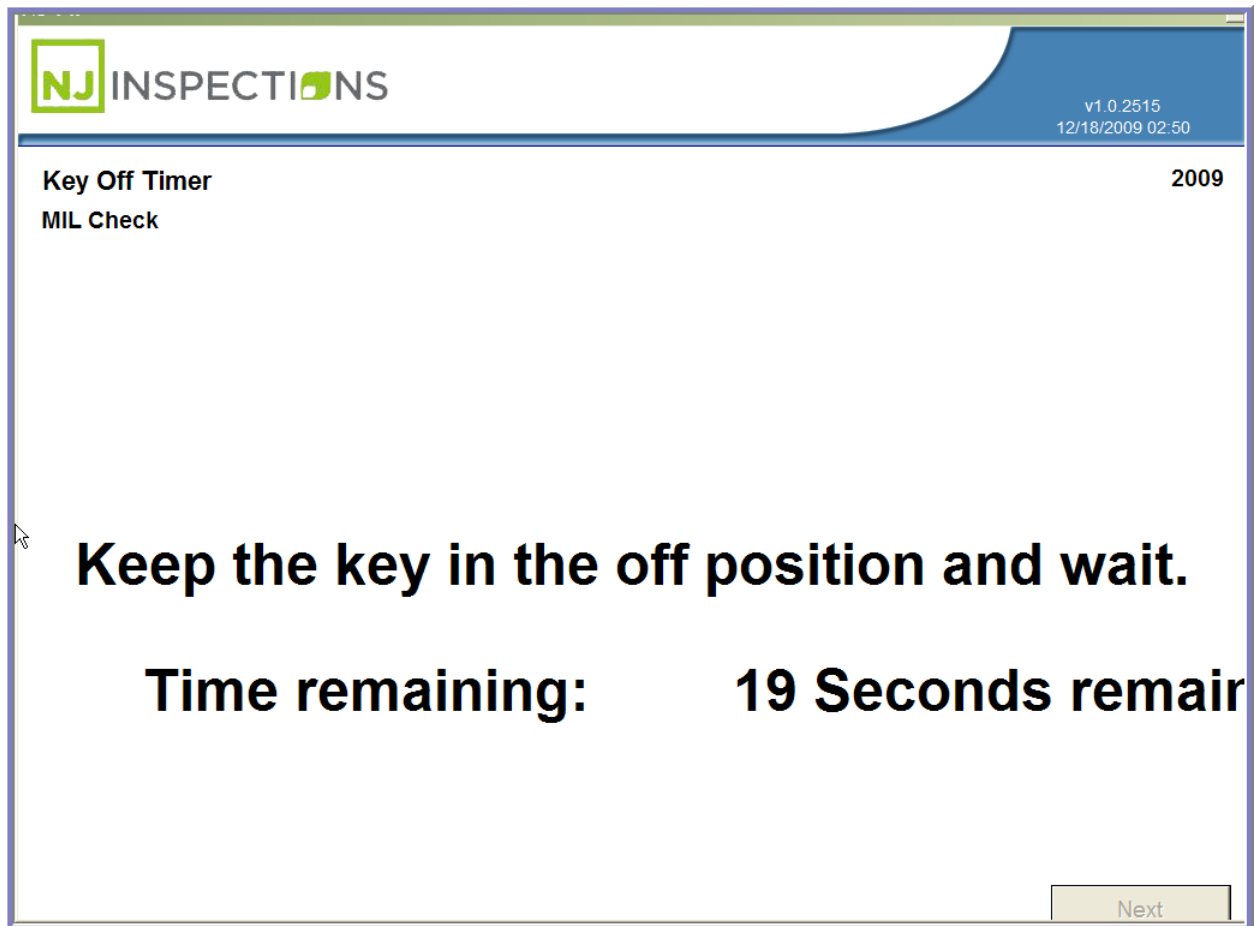 NJ INSPECTIONS
v1.0.2515
12/18/2009 02:50
Key Off Timer
2009
MIL Check
Keep the key in the off position and wait.
Time remaining: 19 Seconds remain
Next